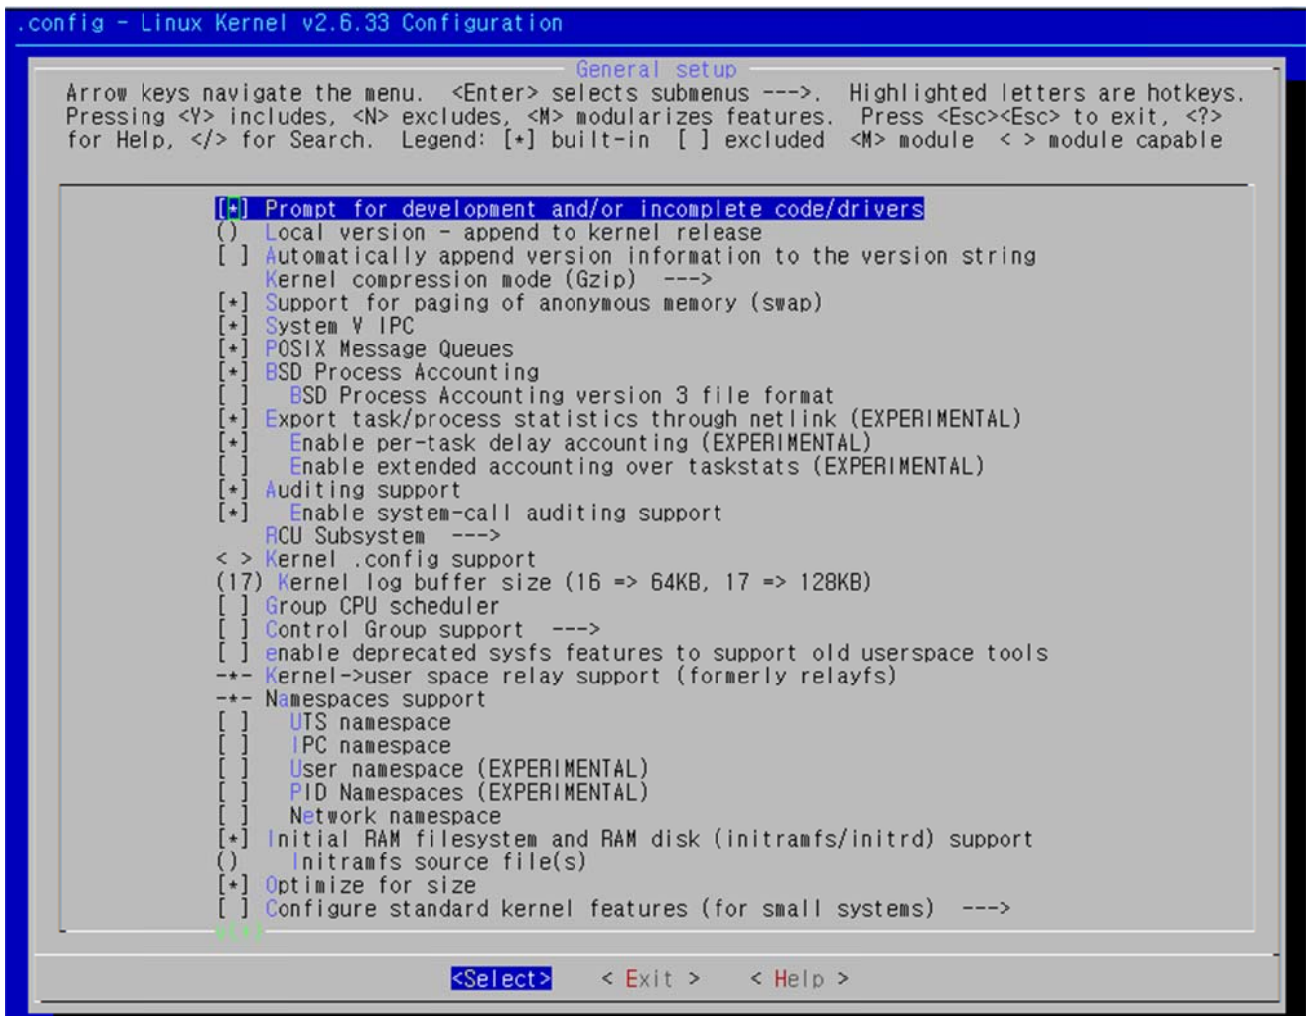 .config - Linux Kernel v2.6.33 Configuration
General setup
Arrow keys navigate the menu.  <Enter> selects submenus --->.  Highlighted letters are hotkeys.
Pressing <Y> includes, <N> excludes, <M> modularizes features.  Press <Esc><Esc> to exit, <?>
for Help, </> for Search.  Legend: [*] built-in  [ ] excluded  <M> module  < > module capable
[*] Prompt for development and/or incomplete code/drivers
() Local version - append to kernel release
[ ] Automatically append version information to the version string
Kernel compression mode (Gzip)  --->
[*] Support for paging of anonymous memory (swap)
[*] System V IPC
[*] POSIX Message Queues
[*] BSD Process Accounting
[ ]   BSD Process Accounting version 3 file format
[*] Export task/process statistics through netlink (EXPERIMENTAL)
[*]   Enable per-task delay accounting (EXPERIMENTAL)
[ ]   Enable extended accounting over taskstats (EXPERIMENTAL)
[*] Auditing support
[*]   Enable system-call auditing support
RCU Subsystem  --->
< > Kernel .config support
(17) Kernel log buffer size (16 => 64KB, 17 => 128KB)
[ ] Group CPU scheduler
[ ] Control Group support  --->
[ ] enable deprecated sysfs features to support old userspace tools
-*- Kernel->user space relay support (formerly relayfs)
-*- Namespaces support
[ ]   UTS namespace
[ ]   IPC namespace
[ ]   User namespace (EXPERIMENTAL)
[ ]   PID Namespaces (EXPERIMENTAL)
[ ]   Network namespace
[*] Initial RAM filesystem and RAM disk (initramfs/initrd) support
()    Initramfs source file(s)
[*] Optimize for size
[ ] Configure standard kernel features (for small systems)  --->
<Select>    < Exit >    < Help >